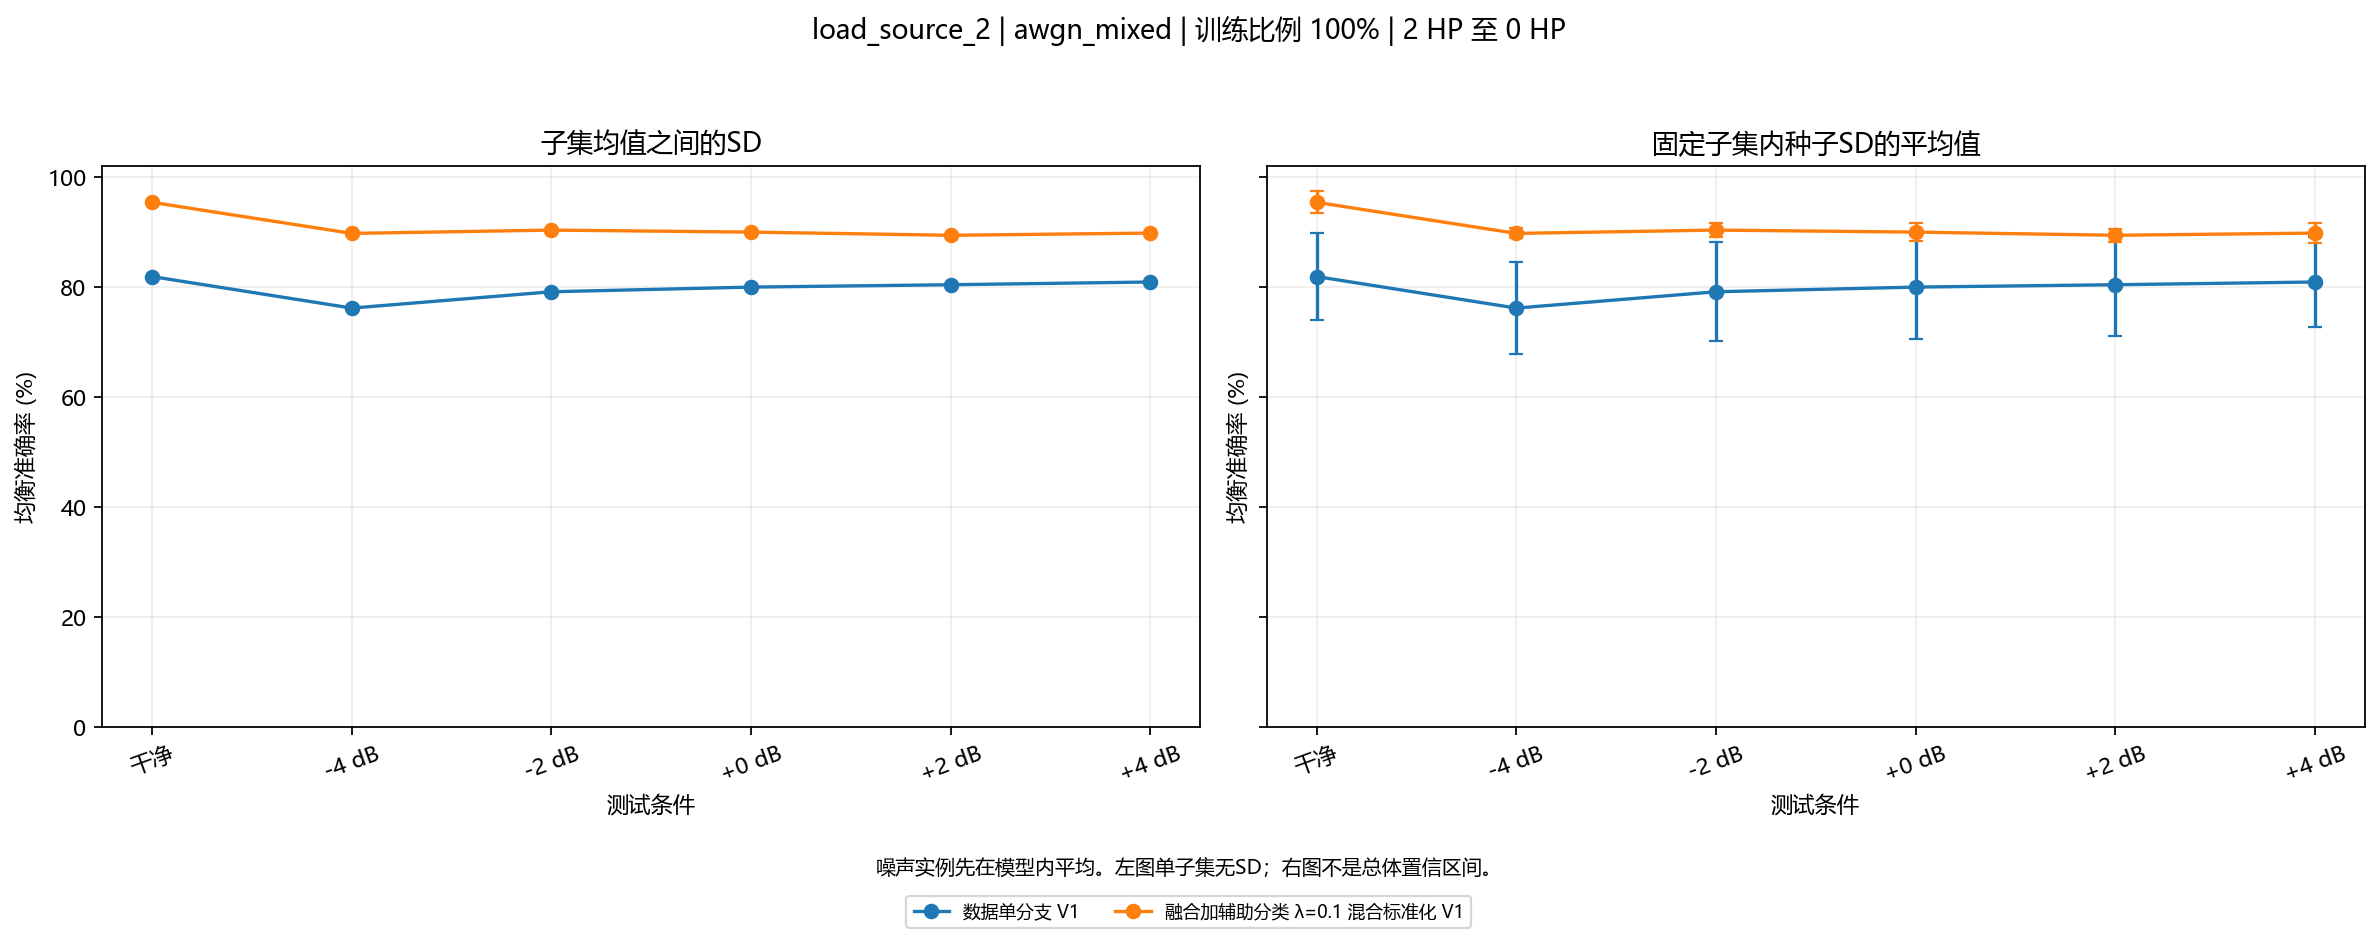 load_source_2 | awgn_mixed | 训练比例 100% | 2 HP 至 0 HP
子集均值之间的SD
均衡准确率 (%)
100
80
60
40
20
0
干净
-4 dB
-2 dB
+0 dB
+2 dB
+4 dB
测试条件
固定子集内种子SD的平均值
均衡准确率 (%)
干净
-4 dB
-2 dB
+0 dB
+2 dB
+4 dB
测试条件
噪声实例先在模型内平均。左图单子集无SD；右图不是总体置信区间。
数据单分支 V1
融合加辅助分类 λ=0.1 混合标准化 V1